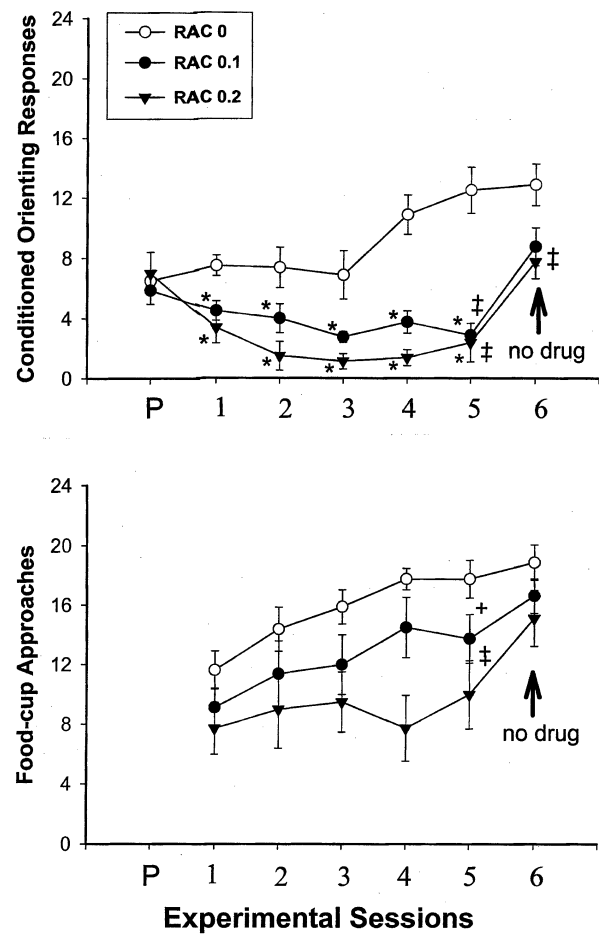 24
20
16
12
8
4
0
Conditioned Orienting Responses
RAC 0
RAC 0.1
RAC 0.2
* * * * *
* * * * *
‡
‡
‡
no drug
P 1 2 3 4 5 6
24
20
16
12
8
4
0
Food-cup Approaches
+
‡
no drug
P 1 2 3 4 5 6
Experimental Sessions